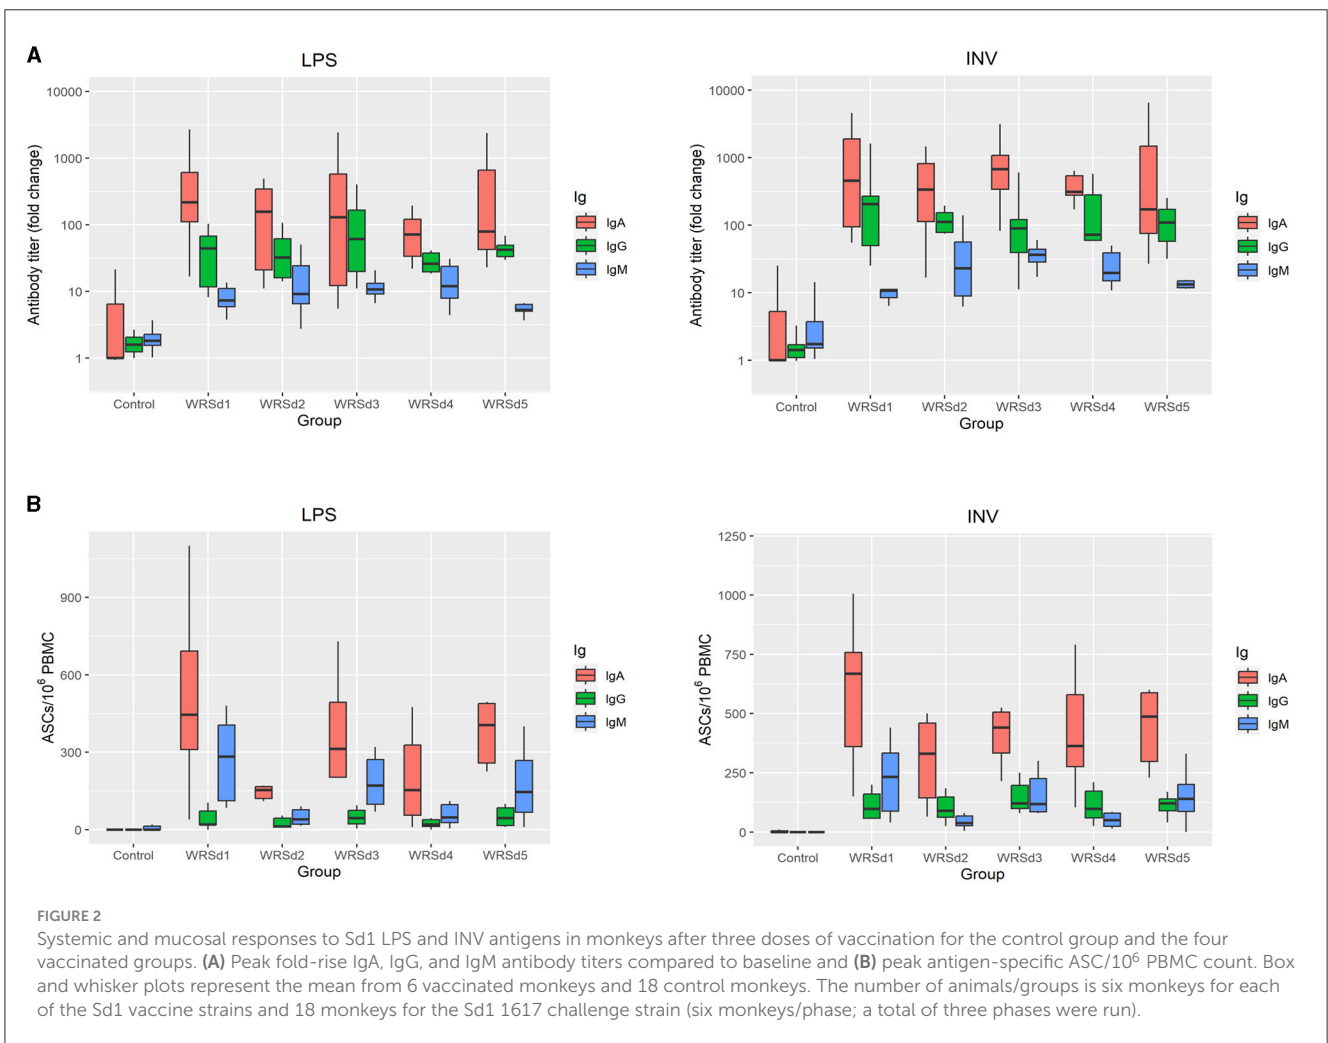 A
LPS
Antibody titer (fold change)
10000
1000
100
10
1
Control WRSd1 WRSd2 WRSd3 WRSd4 WRSd5
Group
Ig
IgA
IgG
IgM
INV
Antibody titer (fold change)
10000
1000
100
10
1
Control WRSd1 WRSd2 WRSd3 WRSd4 WRSd5
Group
Ig
IgA
IgG
IgM
B
LPS
ASCs/10⁶ PBMC
900
600
300
0
Control WRSd1 WRSd2 WRSd3 WRSd4 WRSd5
Group
Ig
IgA
IgG
IgM
INV
ASCs/10⁶ PBMC
1250
1000
750
500
250
0
Control WRSd1 WRSd2 WRSd3 WRSd4 WRSd5
Group
Ig
IgA
IgG
IgM
FIGURE 2
Systemic and mucosal responses to Sd1 LPS and INV antigens in monkeys after three doses of vaccination for the control group and the four
vaccinated groups. (A) Peak fold-rise IgA, IgG, and IgM antibody titers compared to baseline and (B) peak antigen-specific ASC/10⁶ PBMC count. Box
and whisker plots represent the mean from 6 vaccinated monkeys and 18 control monkeys. The number of animals/groups is six monkeys for each
of the Sd1 vaccine strains and 18 monkeys for the Sd1 1617 challenge strain (six monkeys/phase; a total of three phases were run).